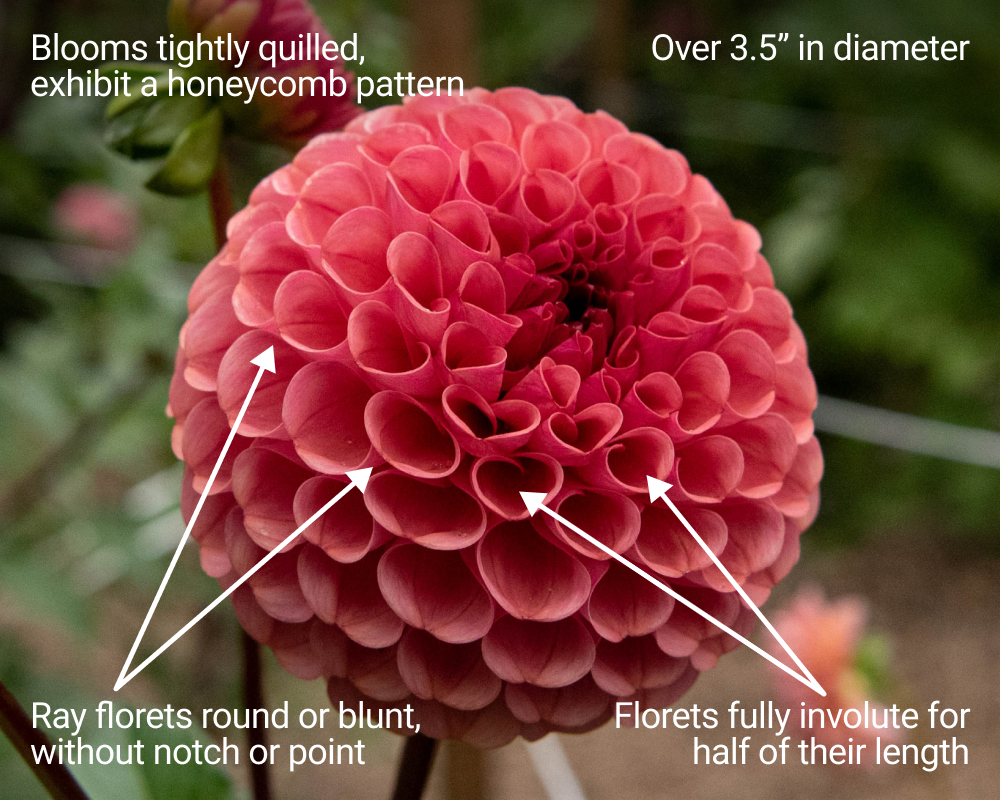 Blooms tightly quilled,
exhibit a honeycomb pattern
Over 3.5” in diameter
Ray florets round or blunt,
without notch or point
Florets fully involute for
half of their length